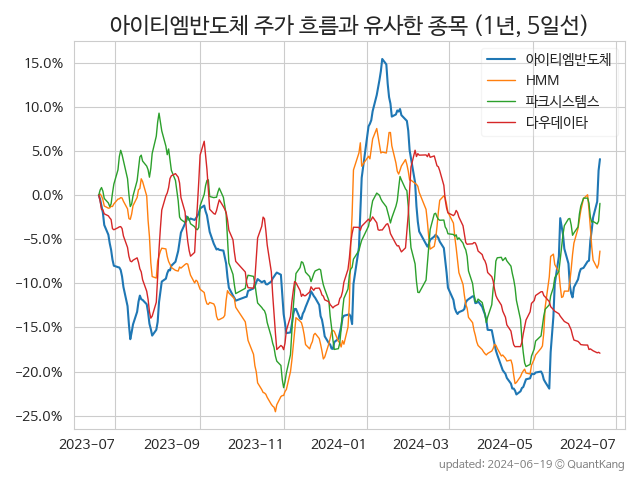 아이티엠반도체 주가 흐름과 유사한 종목 (1년, 5일선)
아이티엠반도체
HMM
파크시스템스
다우데이타
15.0%
10.0%
5.0%
0.0%
−5.0%
−10.0%
−15.0%
−20.0%
−25.0%
2023-07 2023-09 2023-11 2024-01 2024-03 2024-05 2024-07
updated: 2024-06-19 © QuantKang